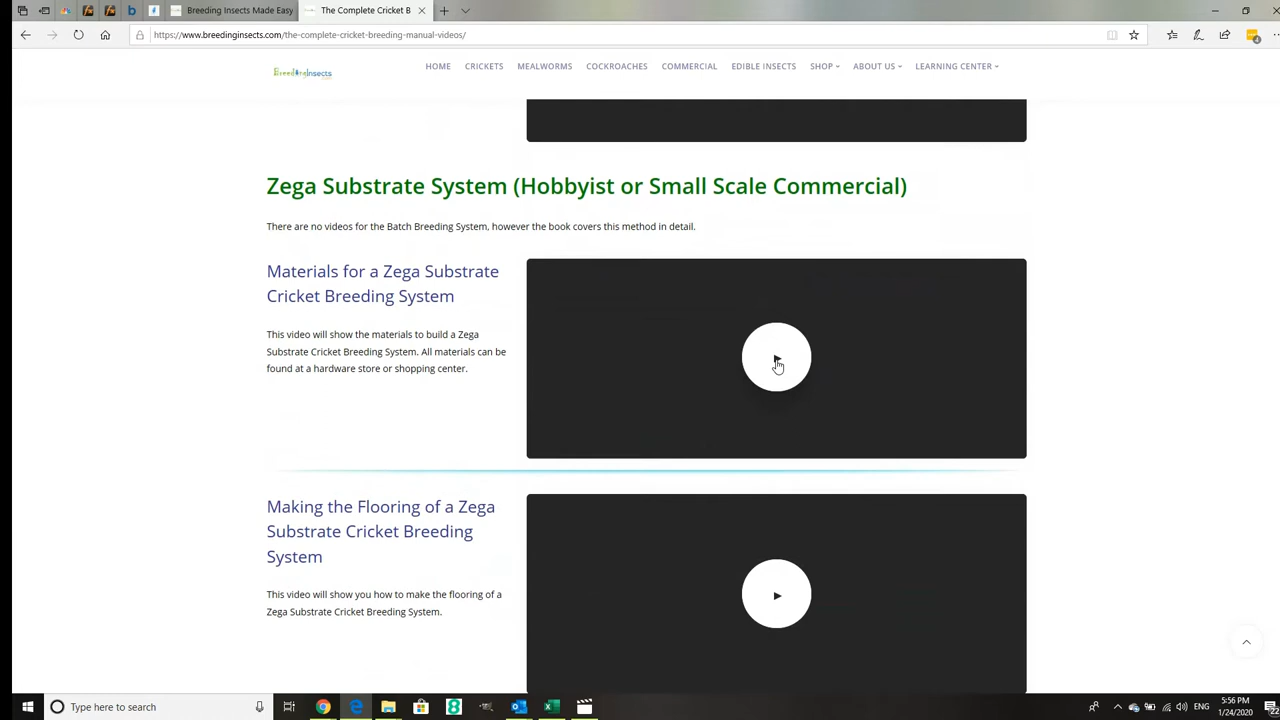 Breeding Insects Made Easy
The Complete Cricket B
https://www.breedinginsects.com/the-complete-cricket-breeding-manual-videos/
BreedingInsects
HOME CRICKETS MEALWORMS COCKROACHES COMMERCIAL EDIBLE INSECTS SHOP ABOUT US LEARNING CENTER
Zega Substrate System (Hobbyist or Small Scale Commercial)
There are no videos for the Batch Breeding System, however the book covers this method in detail.
Materials for a Zega Substrate
Cricket Breeding System
This video will show the materials to build a Zega
Substrate Cricket Breeding System. All materials can be
found at a hardware store or shopping center.
Making the Flooring of a Zega
Substrate Cricket Breeding
System
This video will show you how to make the flooring of a
Zega Substrate Cricket Breeding System.
Type here to search
ENG
5:56 PM
1/24/2020